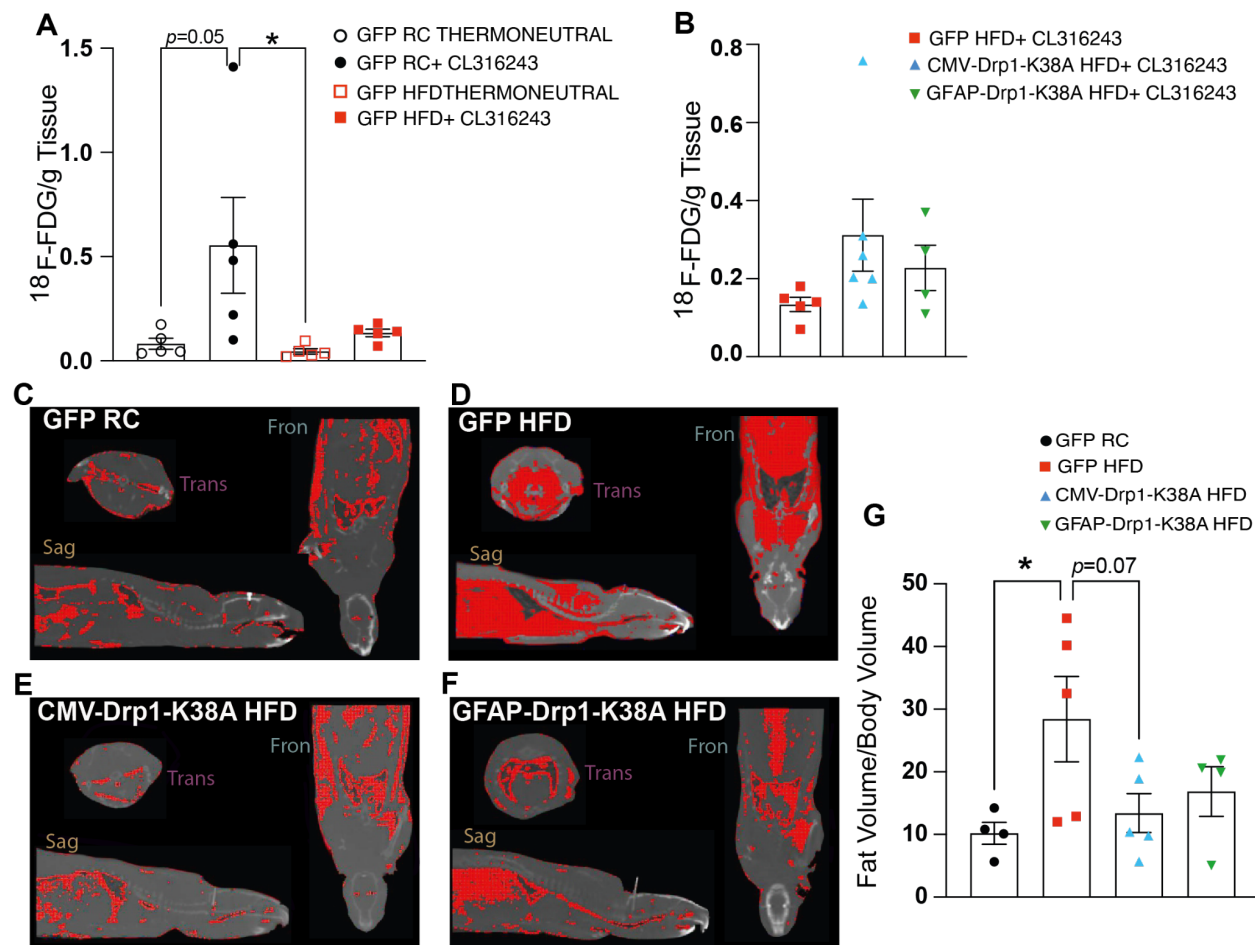 A
1.5
1.0
0.5
0.0
18F-FDG/g Tissue
p=0.05
*
GFP RC THERMONEUTRAL
GFP RC+ CL316243
GFP HFDTHERMONEUTRAL
GFP HFD+ CL316243
B
0.8
0.6
0.4
0.2
0.0
18F-FDG/g Tissue
GFP HFD+ CL316243
CMV-Drp1-K38A HFD+ CL316243
GFAP-Drp1-K38A HFD+ CL316243
C
GFP RC
Fron
Trans
Sag
D
GFP HFD
Fron
Trans
Sag
E
CMV-Drp1-K38A HFD
Fron
Trans
Sag
F
GFAP-Drp1-K38A HFD
Fron
Trans
Sag
G
GFP RC
GFP HFD
CMV-Drp1-K38A HFD
GFAP-Drp1-K38A HFD
*
p=0.07
50
40
30
20
10
0
Fat Volume/Body Volume